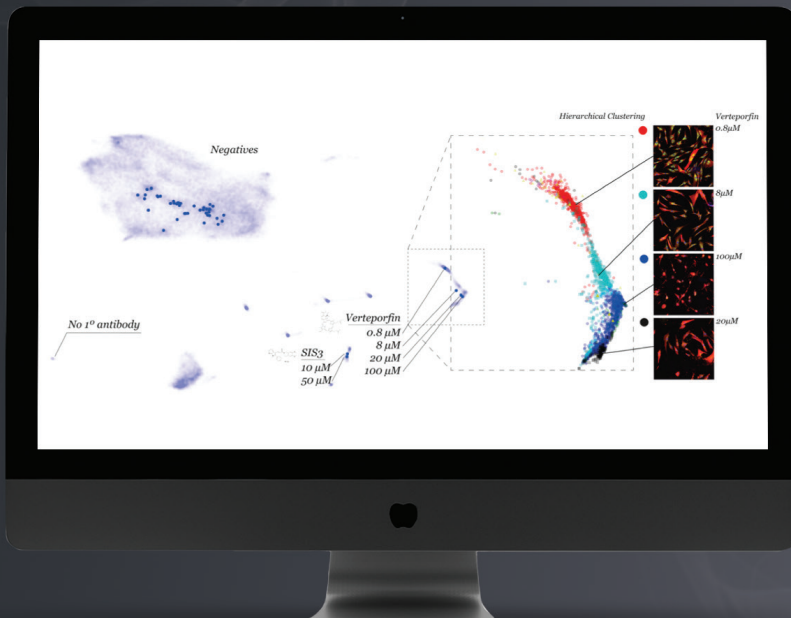 Negatives
No 1º antibody
SIS3
10 μM
50 μM
Verteporfin
0.8 μM
8 μM
20 μM
100 μM
Hierarchical Clustering
Verteporfin
0.8μM
8μM
100μM
20μM